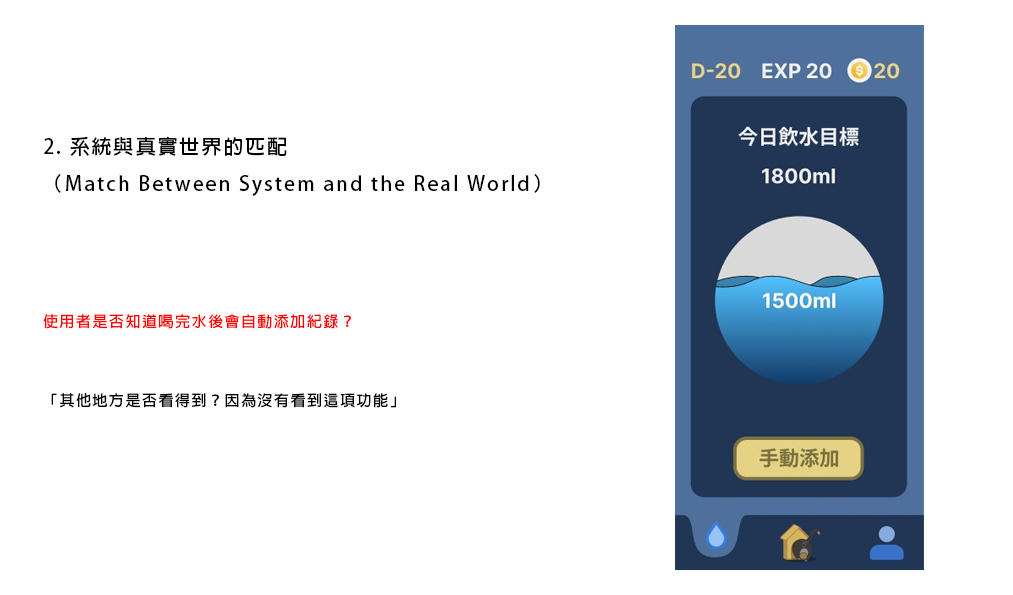 2. 系統與真實世界的匹配
（Match Between System and the Real World）
使用者是否知道喝完水後會自動添加紀錄？
「其他地方是否看得到？因為沒有看到這項功能」
D-20 EXP 20 $ 20
今日飲水目標
1800ml
1500ml
手動添加